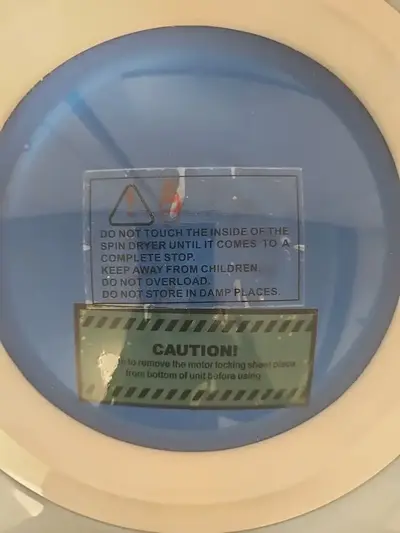 DO NOT TOUCH THE INSIDE OF THE
SPIN DRYER UNTIL IT COMES TO A
COMPLETE STOP.
KEEP AWAY FROM CHILDREN.
DO NOT OVERLOAD.
DO NOT STORE IN DAMP PLACES.
CAUTION!
to remove the motor locking sheet plate
from bottom of unit before using